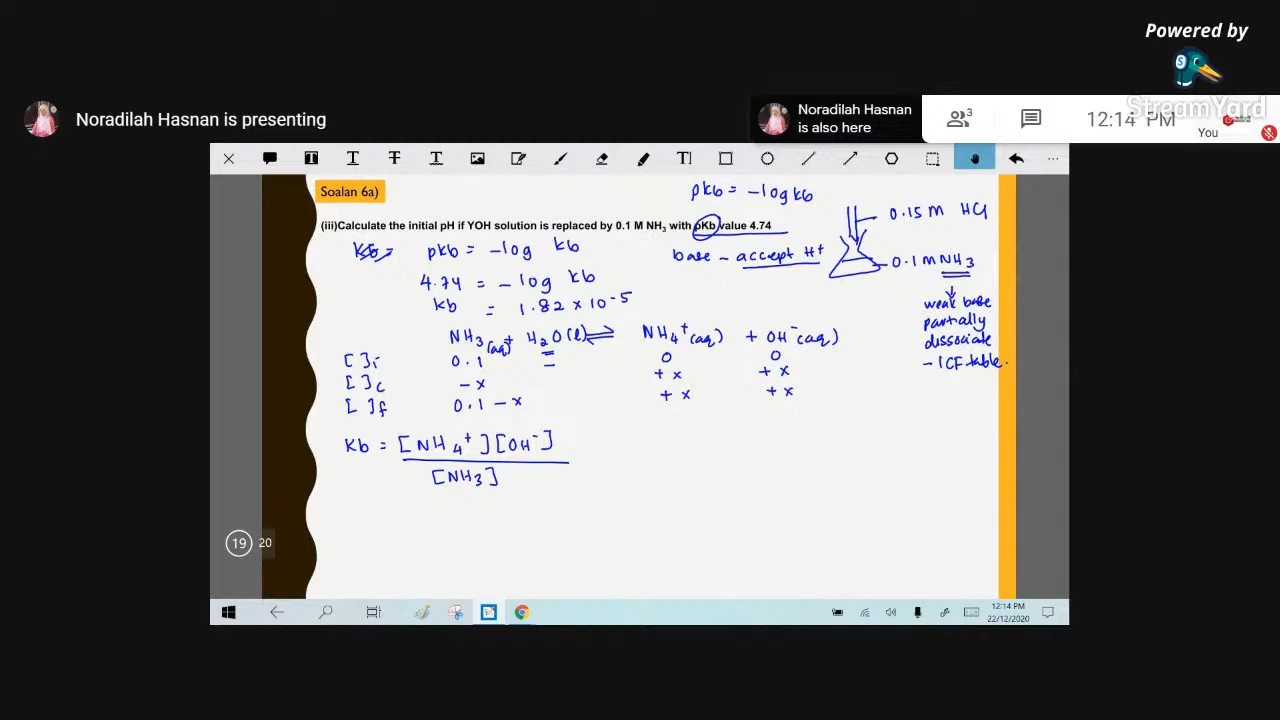 Powered by
StreamYard
Noradilah Hasnan is presenting
Noradilah Hasnan
is also here
3
12:14 PM
You
Soalan 6a)
pKb = -log Kb
(iii)Calculate the initial pH if YOH solution is replaced by 0.1 M NH3 with pKb value 4.74
0.15 M HCl
Kb = pKb = -log Kb
base - accept H+
0.1 M NH3
4.74 = -log Kb
Kb = 1.82 x 10-5
weak base
partially
dissociate
- ICF table.
NH3 (aq) + H2O(l) ⇌ NH4+ (aq) + OH- (aq)
[ ]i 0.1 - 0 0
[ ]c -x +x +x
[ ]f 0.1 - x +x +x
Kb = [NH4+][OH-]
[NH3]
19 20
12:14 PM
22/12/2020